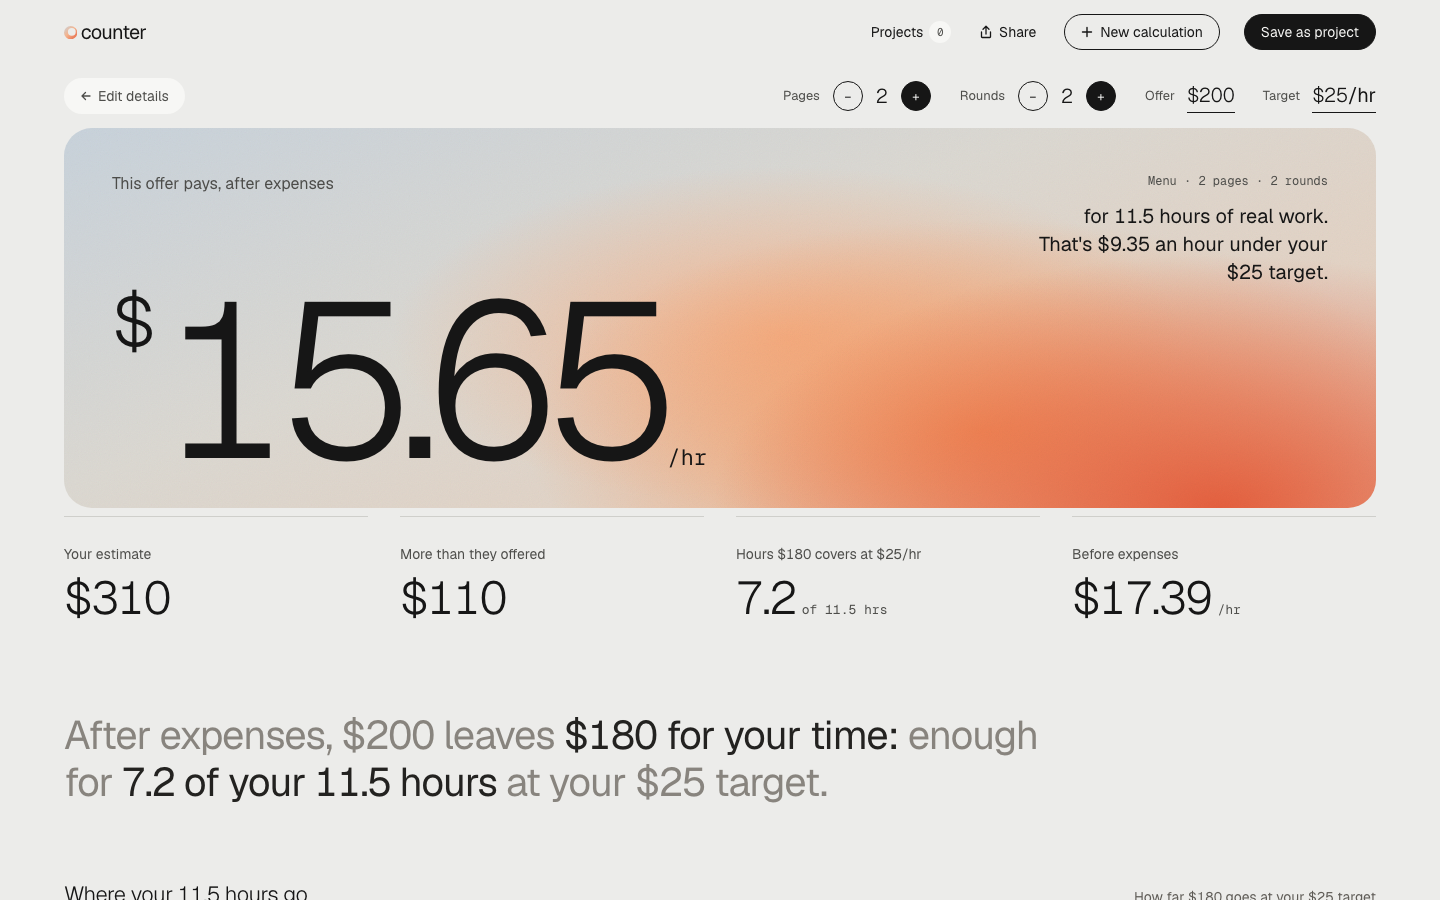 counter
Projects 0
Share
+ New calculation
Save as project
← Edit details
Pages − 2 +
Rounds − 2 +
Offer $200
Target $25/hr
This offer pays, after expenses
Menu · 2 pages · 2 rounds
for 11.5 hours of real work.
That's $9.35 an hour under your
$25 target.
$15.65/hr
Your estimate
$310
More than they offered
$110
Hours $180 covers at $25/hr
7.2 of 11.5 hrs
Before expenses
$17.39 /hr
After expenses, $200 leaves $180 for your time: enough
for 7.2 of your 11.5 hours at your $25 target.
Where your 11.5 hours go
How far $180 goes at your $25 target